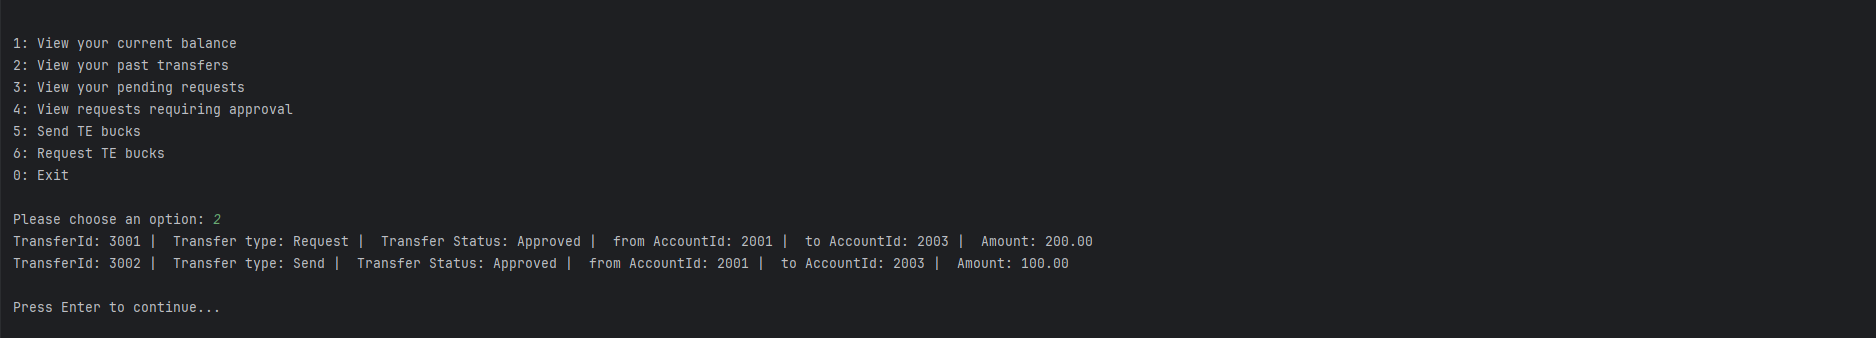 1: View your current balance
2: View your past transfers
3: View your pending requests
4: View requests requiring approval
5: Send TE bucks
6: Request TE bucks
0: Exit
Please choose an option: 2
TransferId: 3001 |  Transfer type: Request |  Transfer Status: Approved |  from AccountId: 2001 |  to AccountId: 2003 |  Amount: 200.00
TransferId: 3002 |  Transfer type: Send |  Transfer Status: Approved |  from AccountId: 2001 |  to AccountId: 2003 |  Amount: 100.00
Press Enter to continue...